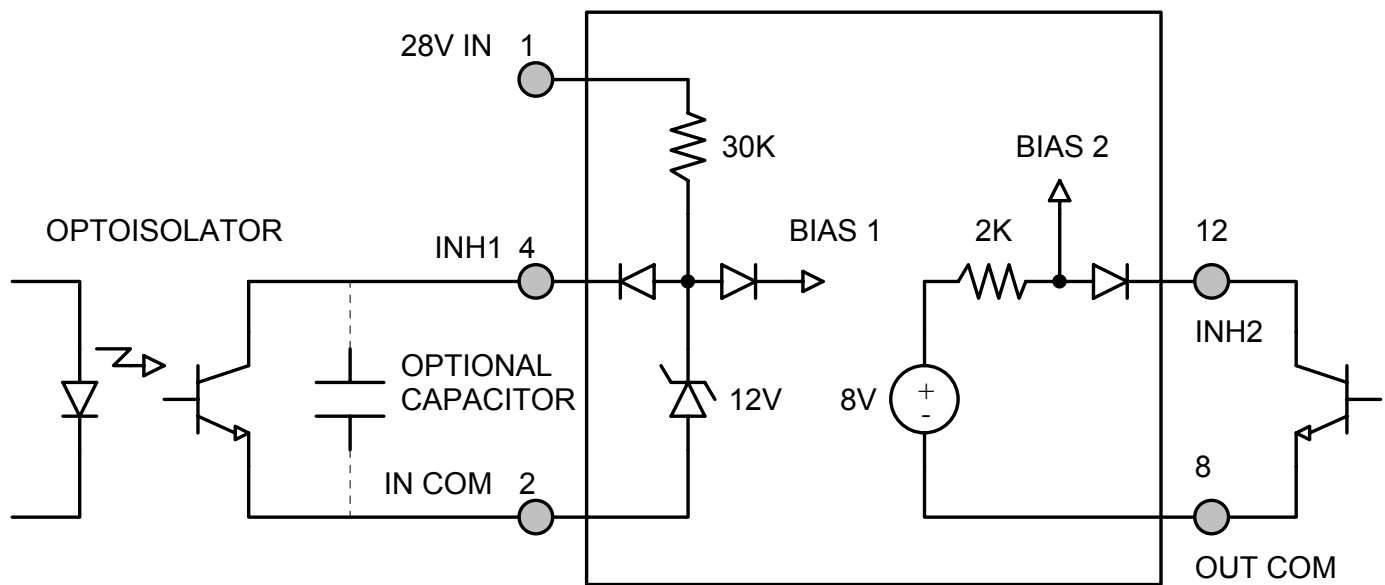 28V IN 1
30K
BIAS 2
OPTOISOLATOR
INH1 4
BIAS 1
2K
12
INH2
OPTIONAL
CAPACITOR
12V
8V
+
-
IN COM 2
8
OUT COM